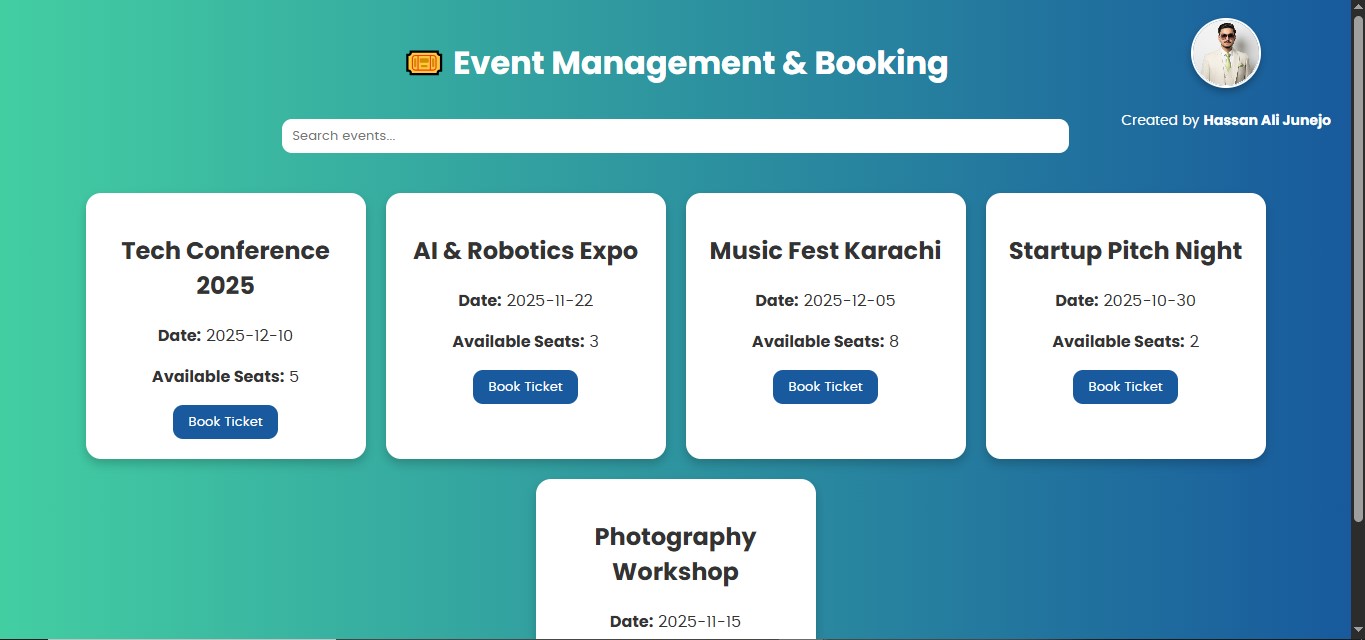 Event Management & Booking
Created by Hassan Ali Junejo
Search events...
Tech Conference
2025
Date: 2025-12-10
Available Seats: 5
Book Ticket
AI & Robotics Expo
Date: 2025-11-22
Available Seats: 3
Book Ticket
Music Fest Karachi
Date: 2025-12-05
Available Seats: 8
Book Ticket
Startup Pitch Night
Date: 2025-10-30
Available Seats: 2
Book Ticket
Photography
Workshop
Date: 2025-11-15